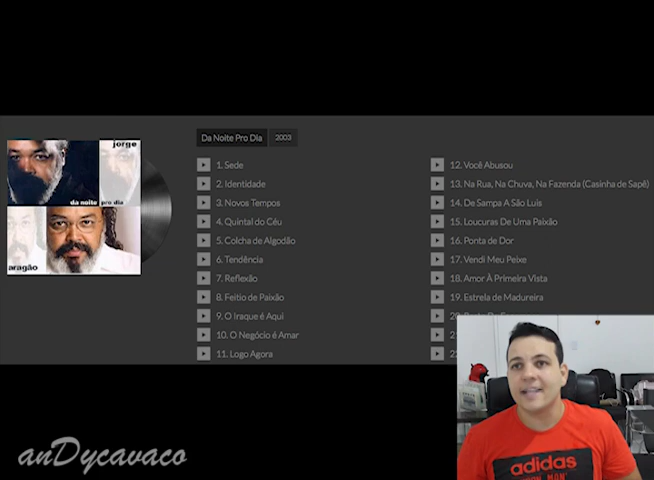 Da Noite Pro Dia 2003
jorge
da noite pro dia
aragão
1. Sede
2. Identidade
3. Novos Tempos
4. Quintal do Céu
5. Colcha de Algodão
6. Tendência
7. Reflexão
8. Feitio de Paixão
9. O Iraque é Aqui
10. O Negócio é Amar
11. Logo Agora
12. Você Abusou
13. Na Rua, Na Chuva, Na Fazenda (Casinha de Sapê)
14. De Sampa A São Luis
15. Loucuras De Uma Paixão
16. Ponta de Dor
17. Vendi Meu Peixe
18. Amor À Primeira Vista
19. Estrela de Madureira
20.
anDycavaco
adidas